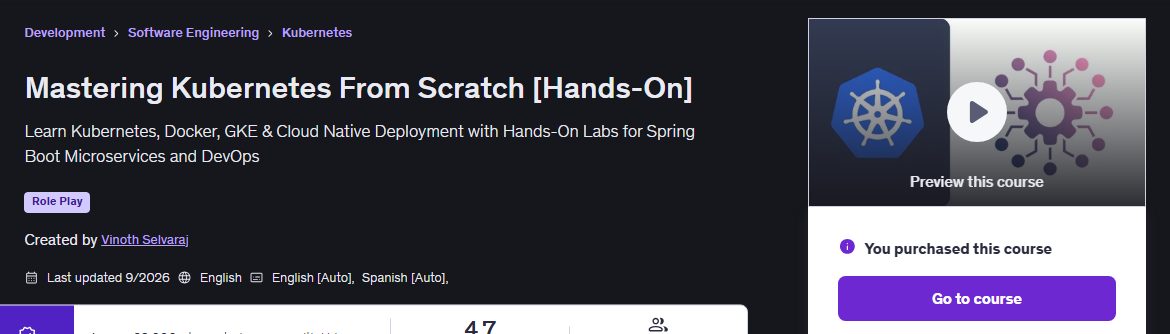 Development > Software Engineering > Kubernetes
Mastering Kubernetes From Scratch [Hands-On]
Learn Kubernetes, Docker, GKE & Cloud Native Deployment with Hands-On Labs for Spring
Boot Microservices and DevOps
Role Play
Created by Vinoth Selvaraj
Last updated 9/2026 English English [Auto], Spanish [Auto],
4.7
Preview this course
You purchased this course
Go to course